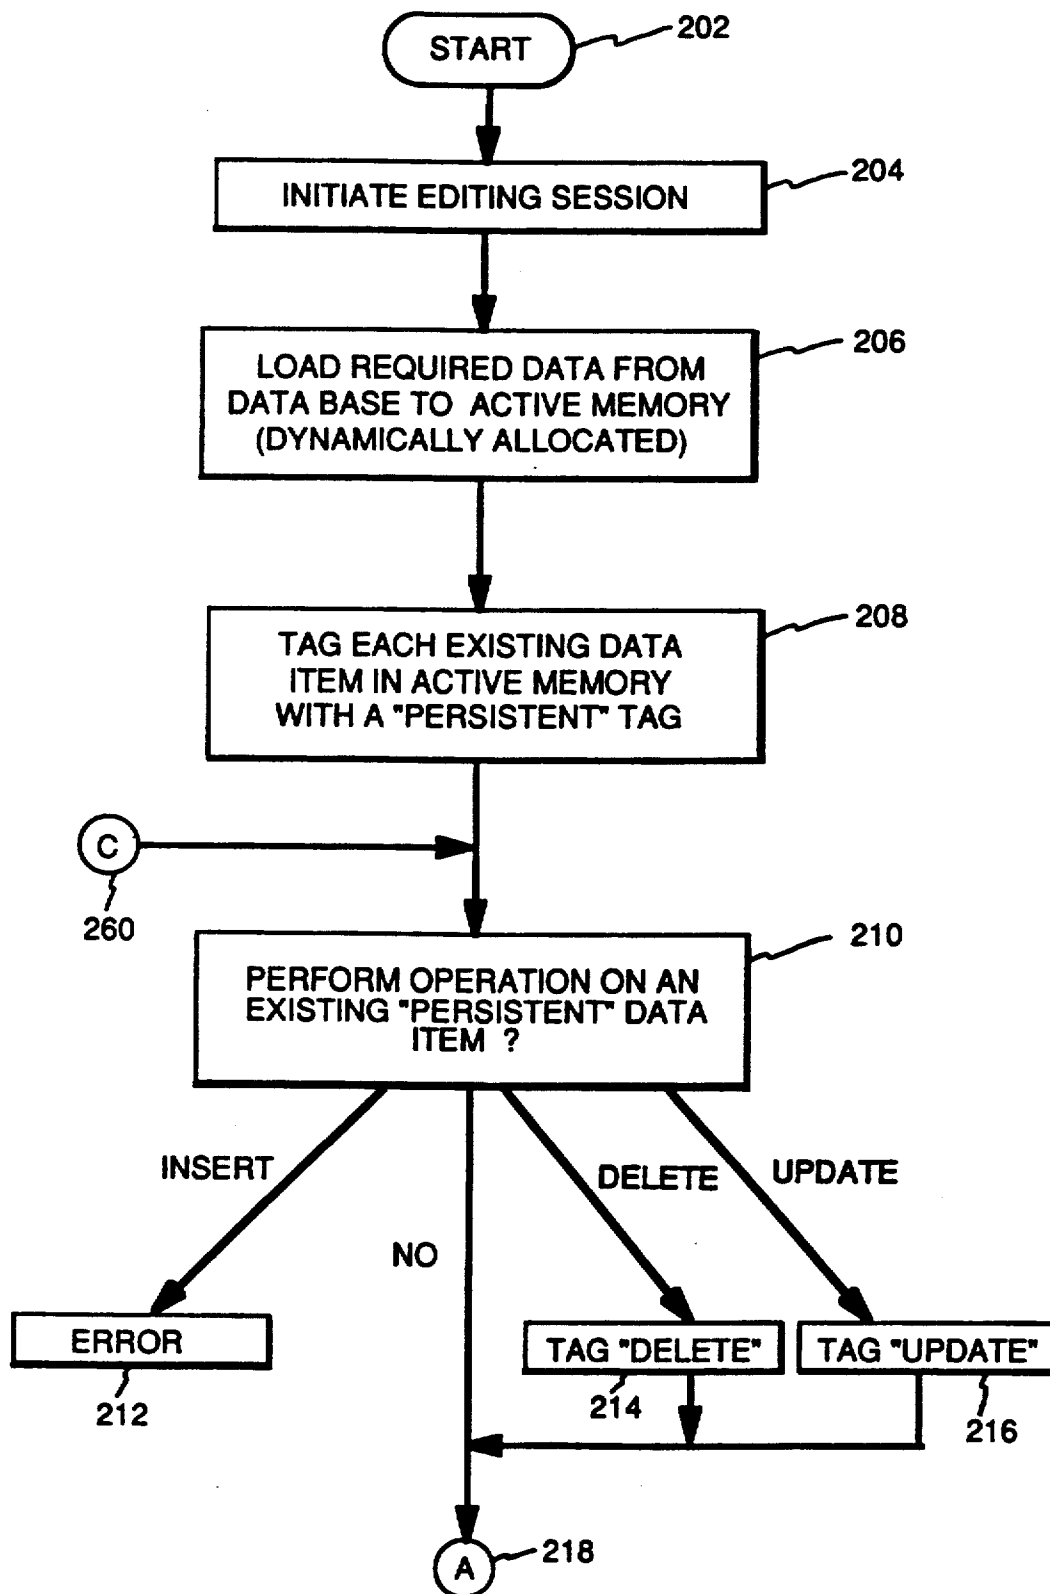 START
202
INITIATE EDITING SESSION
204
LOAD REQUIRED DATA FROM
DATA BASE TO ACTIVE MEMORY
(DYNAMICALLY ALLOCATED)
206
TAG EACH EXISTING DATA
ITEM IN ACTIVE MEMORY
WITH A "PERSISTENT" TAG
208
C
260
PERFORM OPERATION ON AN
EXISTING "PERSISTENT" DATA
ITEM ?
210
INSERT
NO
DELETE
UPDATE
ERROR
212
TAG "DELETE"
214
TAG "UPDATE"
216
A
218